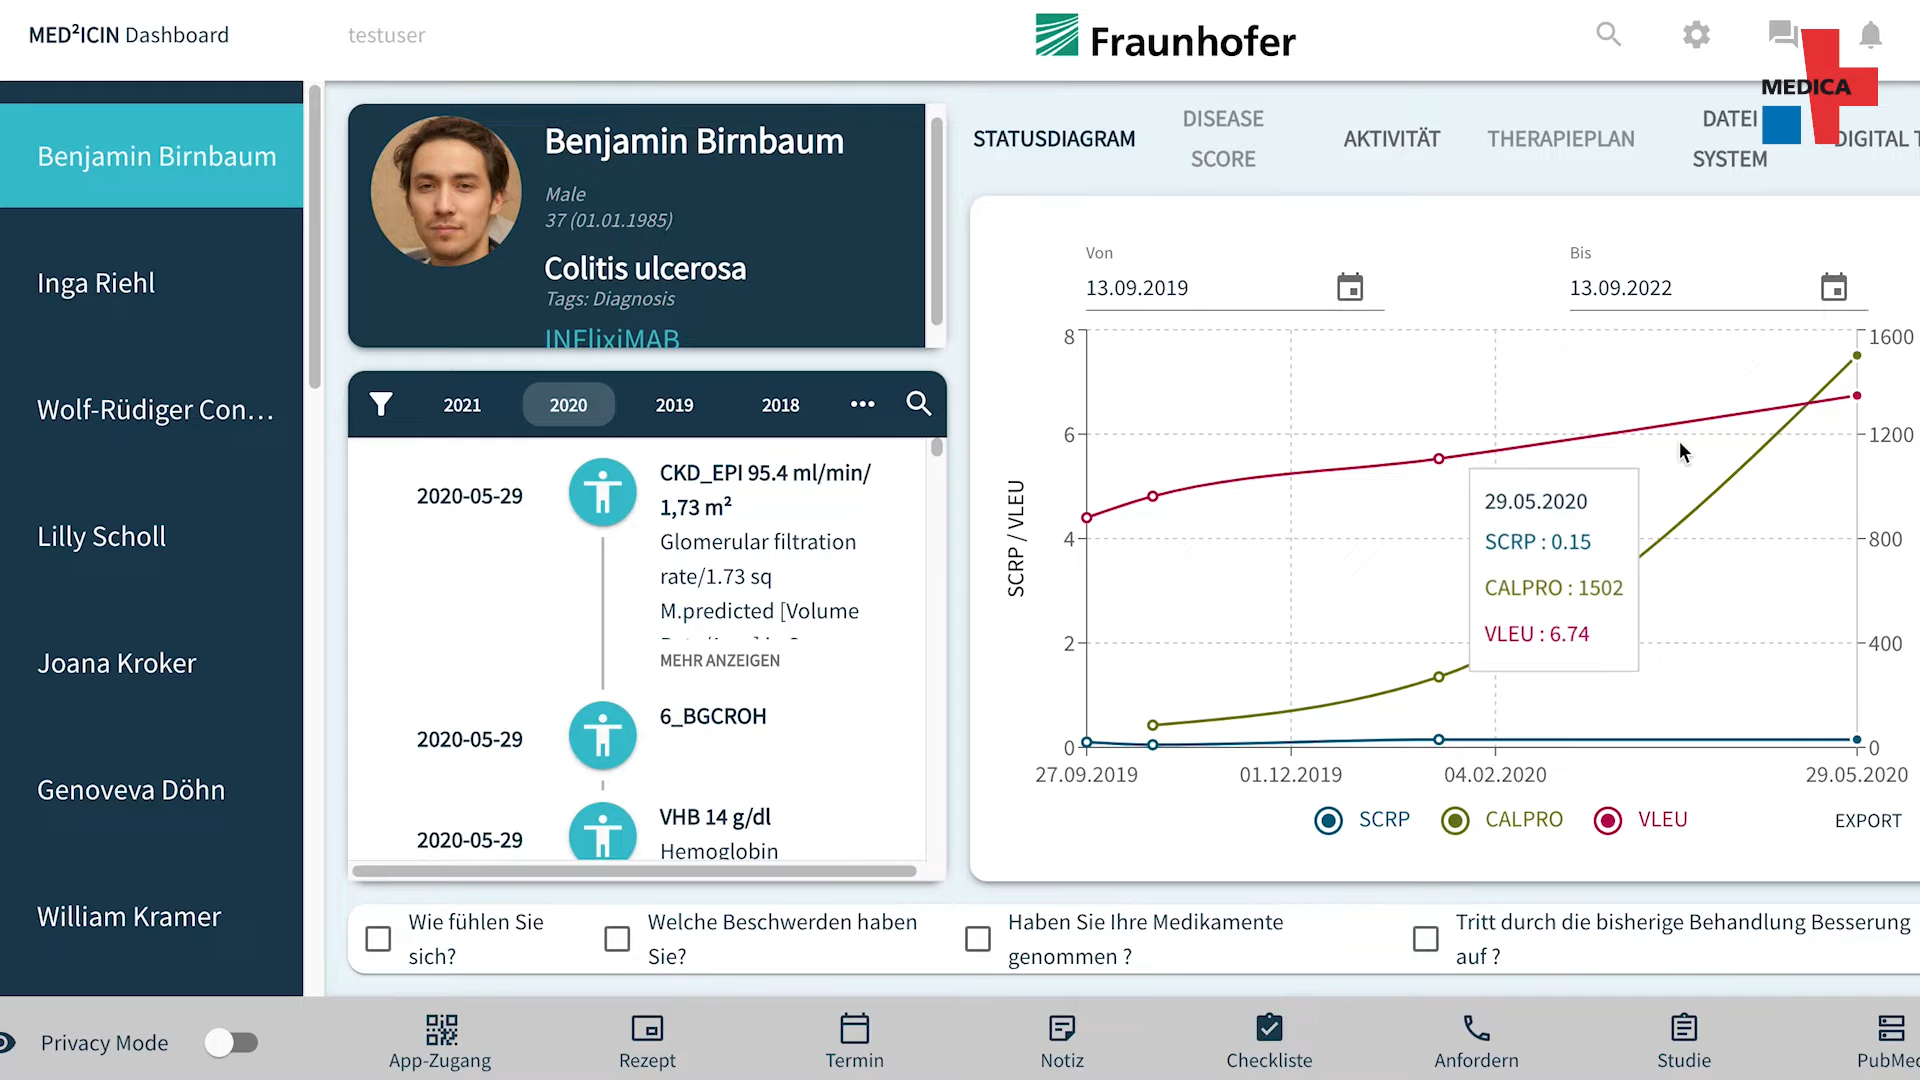 MED²ICIN Dashboard
testuser
Fraunhofer
MEDICA
Benjamin Birnbaum
Inga Riehl
Wolf-Rüdiger Con…
Lilly Scholl
Joana Kroker
Genoveva Döhn
William Kramer
Benjamin Birnbaum
Male
37 (01.01.1985)
Colitis ulcerosa
Tags: Diagnosis
INFlixiMAB
2021
2020
2019
2018
2020-05-29
CKD_EPI 95.4 ml/min/
1,73 m²
Glomerular filtration
rate/1.73 sq
M.predicted [Volume
MEHR ANZEIGEN
2020-05-29
6_BGCROH
2020-05-29
VHB 14 g/dl
Hemoglobin
STATUSDIAGRAM
DISEASE
SCORE
AKTIVITÄT
THERAPIEPLAN
DATEI
SYSTEM
DIGITAL T
Von
13.09.2019
Bis
13.09.2022
8
6
4
2
0
SCRP / VLEU
1600
1200
800
400
0
29.05.2020
SCRP : 0.15
CALPRO : 1502
VLEU : 6.74
27.09.2019
01.12.2019
04.02.2020
29.05.2020
SCRP
CALPRO
VLEU
EXPORT
Wie fühlen Sie
sich?
Welche Beschwerden haben
Sie?
Haben Sie Ihre Medikamente
genommen ?
Tritt durch die bisherige Behandlung Besserung
auf ?
Privacy Mode
App-Zugang
Rezept
Termin
Notiz
Checkliste
Anfordern
Studie
PubMe